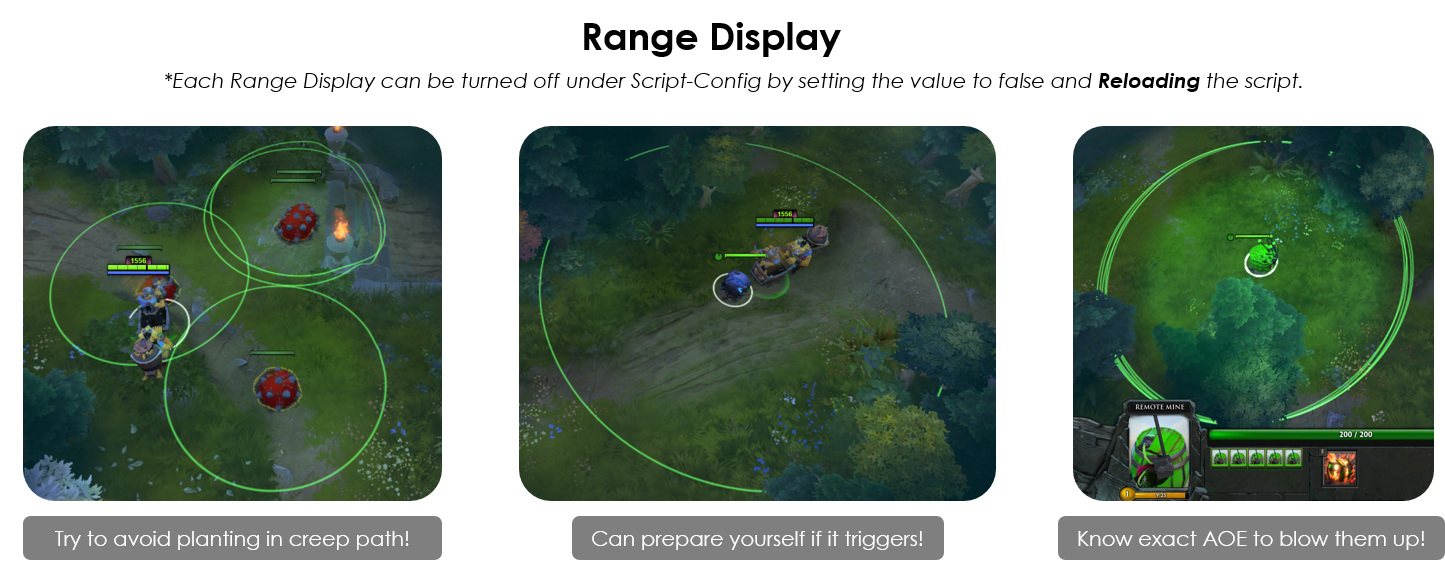 Range Display
*Each Range Display can be turned off under Script-Config by setting the value to false and Reloading the script.
1556
1556
REMOTE MINE
200 / 200
1
Try to avoid planting in creep path!
Can prepare yourself if it triggers!
Know exact AOE to blow them up!